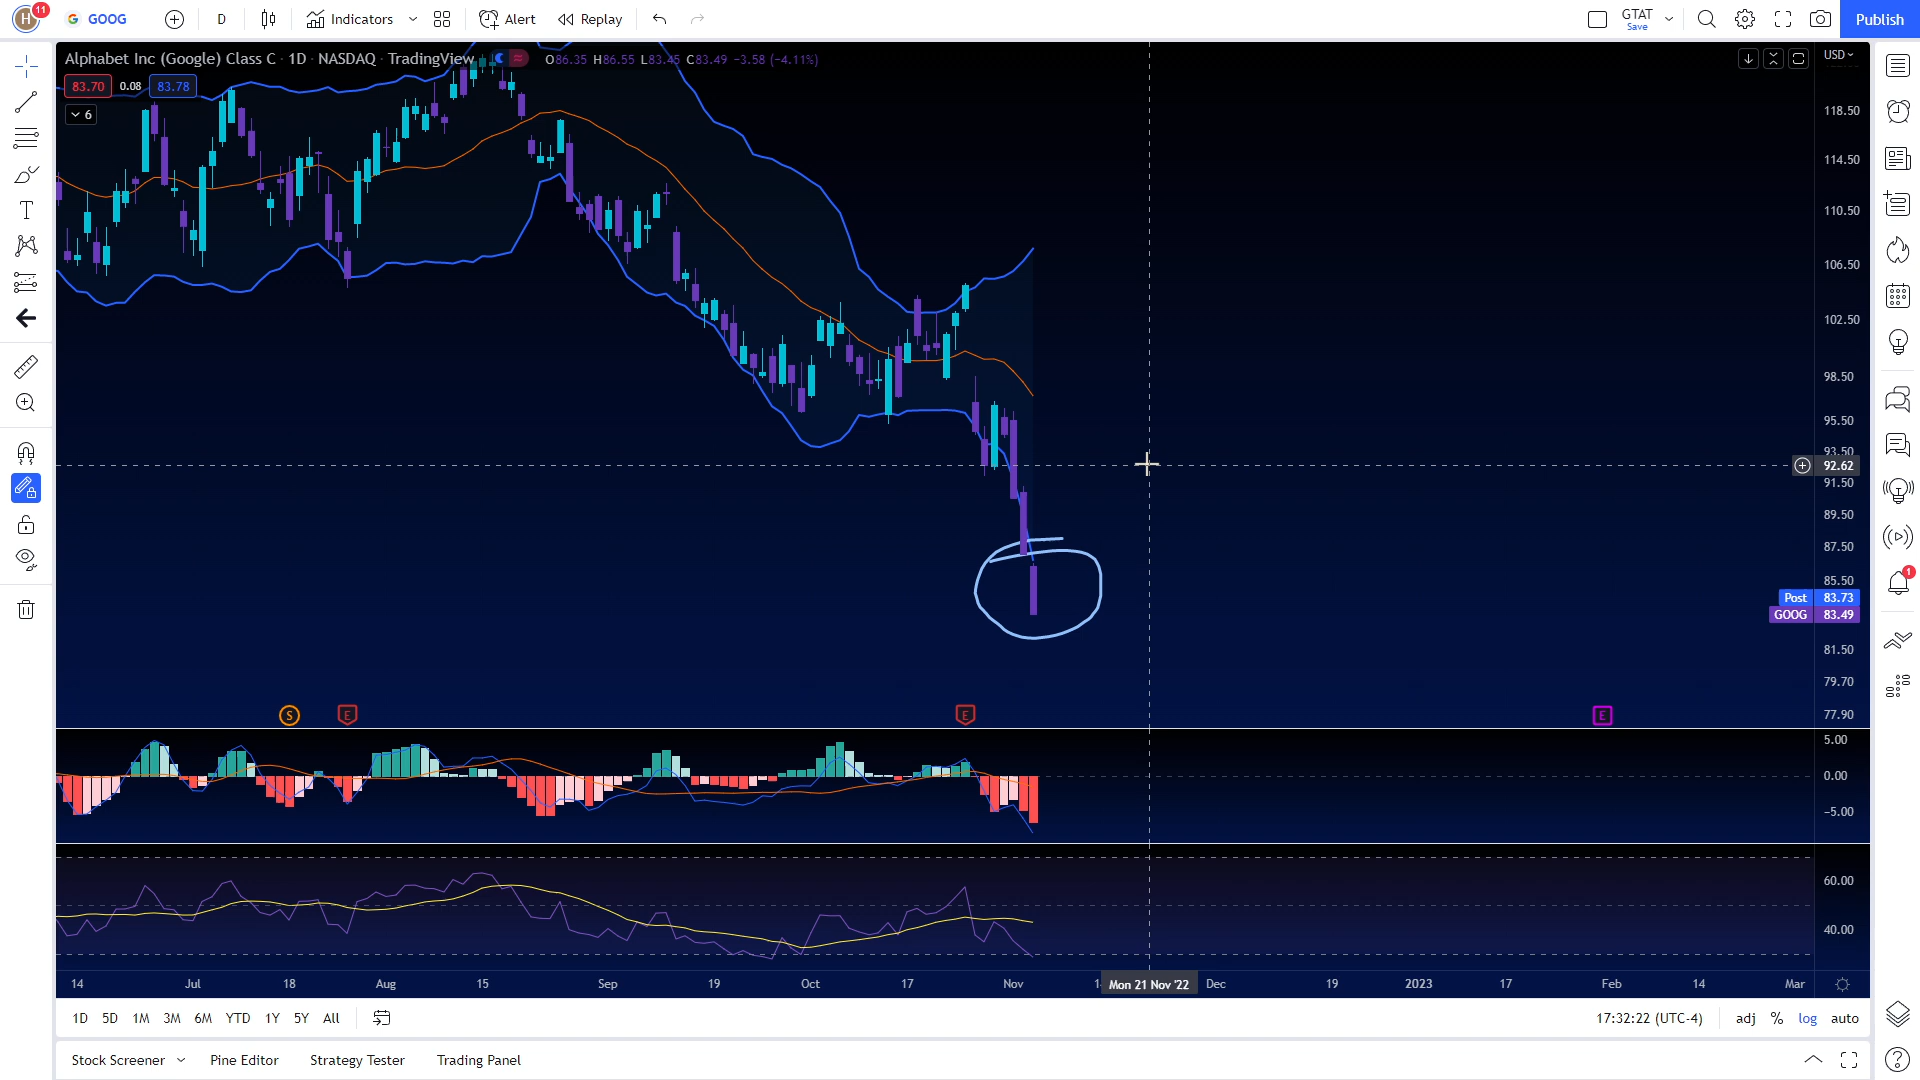 H 11 GOOG D Indicators Alert Replay GTAT Save Publish
Alphabet Inc (Google) Class C · 1D · NASDAQ · TradingView O86.35 H86.55 L83.45 C83.49 −3.58 (−4.11%) USD
83.70 0.08 83.78
6
118.50
114.50
110.50
106.50
102.50
98.50
95.50
93.50
92.62
91.50
89.50
87.50
85.50
Post 83.73
GOOG 83.49
81.50
79.70
77.90
S E E E
5.00
0.00
−5.00
60.00
40.00
14 Jul 18 Aug 15 Sep 19 Oct 17 Nov Mon 21 Nov '22 Dec 19 2023 17 Feb 14 Mar
1D 5D 1M 3M 6M YTD 1Y 5Y All 17:32:22 (UTC-4) adj % log auto
Stock Screener Pine Editor Strategy Tester Trading Panel
1